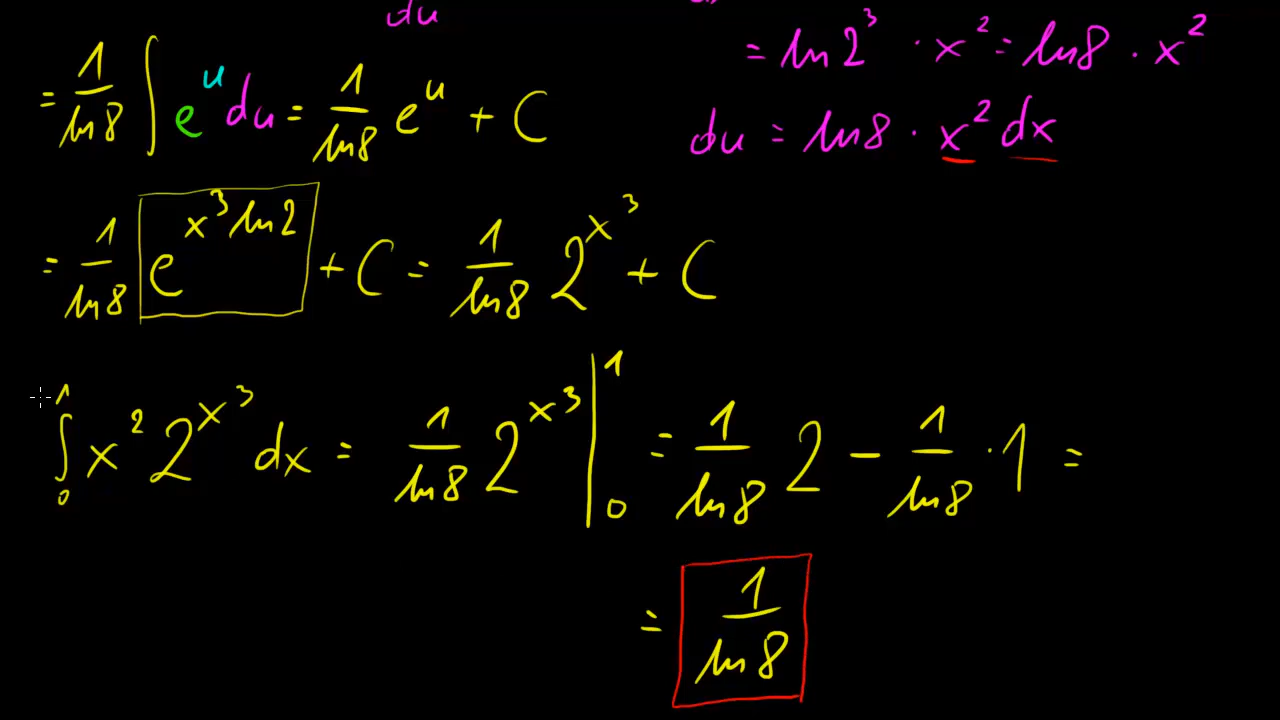 du
= ln2³ · x² = ln8 · x²
= 1/ln8 ∫ e^u du = 1/ln8 e^u + C
du = ln8 · x² dx
= 1/ln8 e^(x³ ln2) + C = 1/ln8 2^(x³) + C
∫₀¹ x² 2^(x³) dx = 1/ln8 2^(x³) |₀¹ = 1/ln8 2 − 1/ln8 · 1 =
= 1/ln8